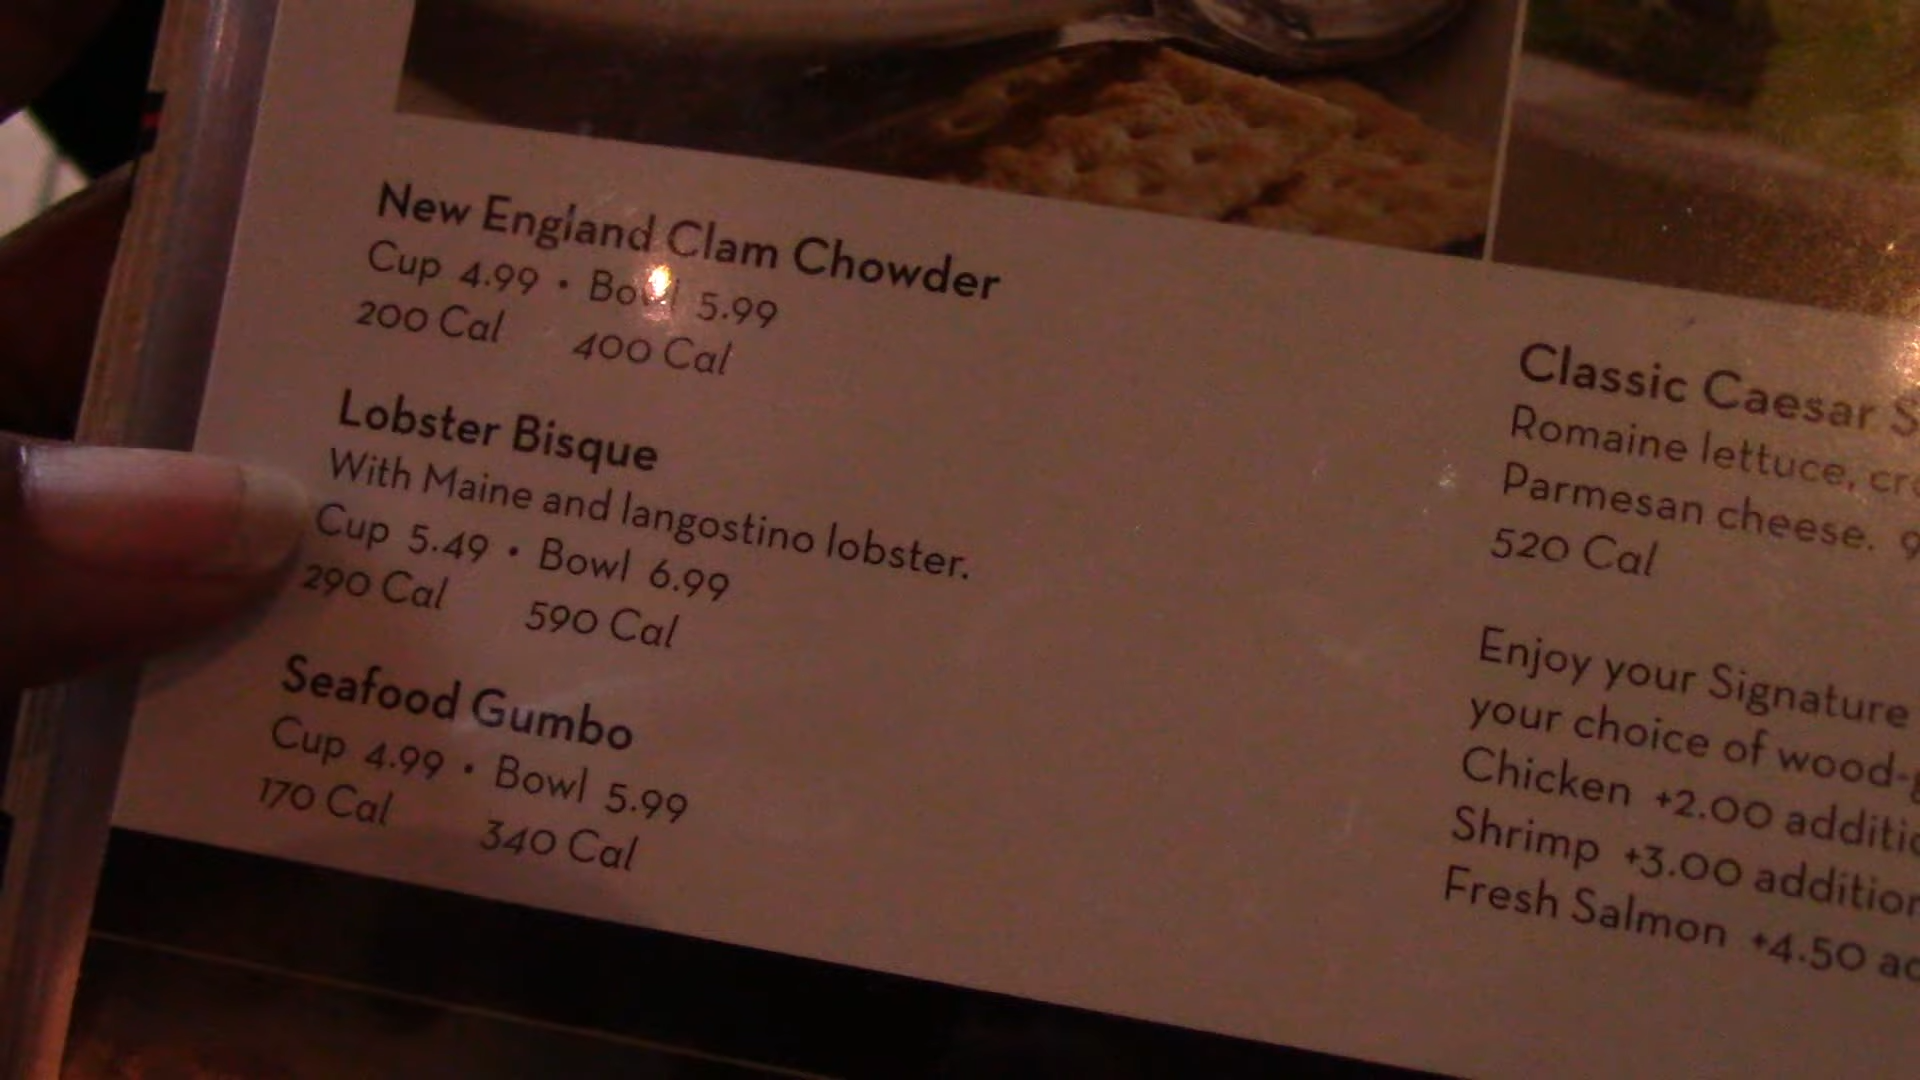 New England Clam Chowder
Cup 4.99 • Bowl 5.99
200 Cal 400 Cal
Lobster Bisque
With Maine and langostino lobster.
Cup 5.49 • Bowl 6.99
290 Cal 590 Cal
Seafood Gumbo
Cup 4.99 • Bowl 5.99
170 Cal 340 Cal
Classic Caesar
Romaine lettuce,
Parmesan cheese.
520 Cal
Enjoy your Signature
your choice of
Chicken +2.00
Shrimp +3.00
Fresh Salmon +4.50